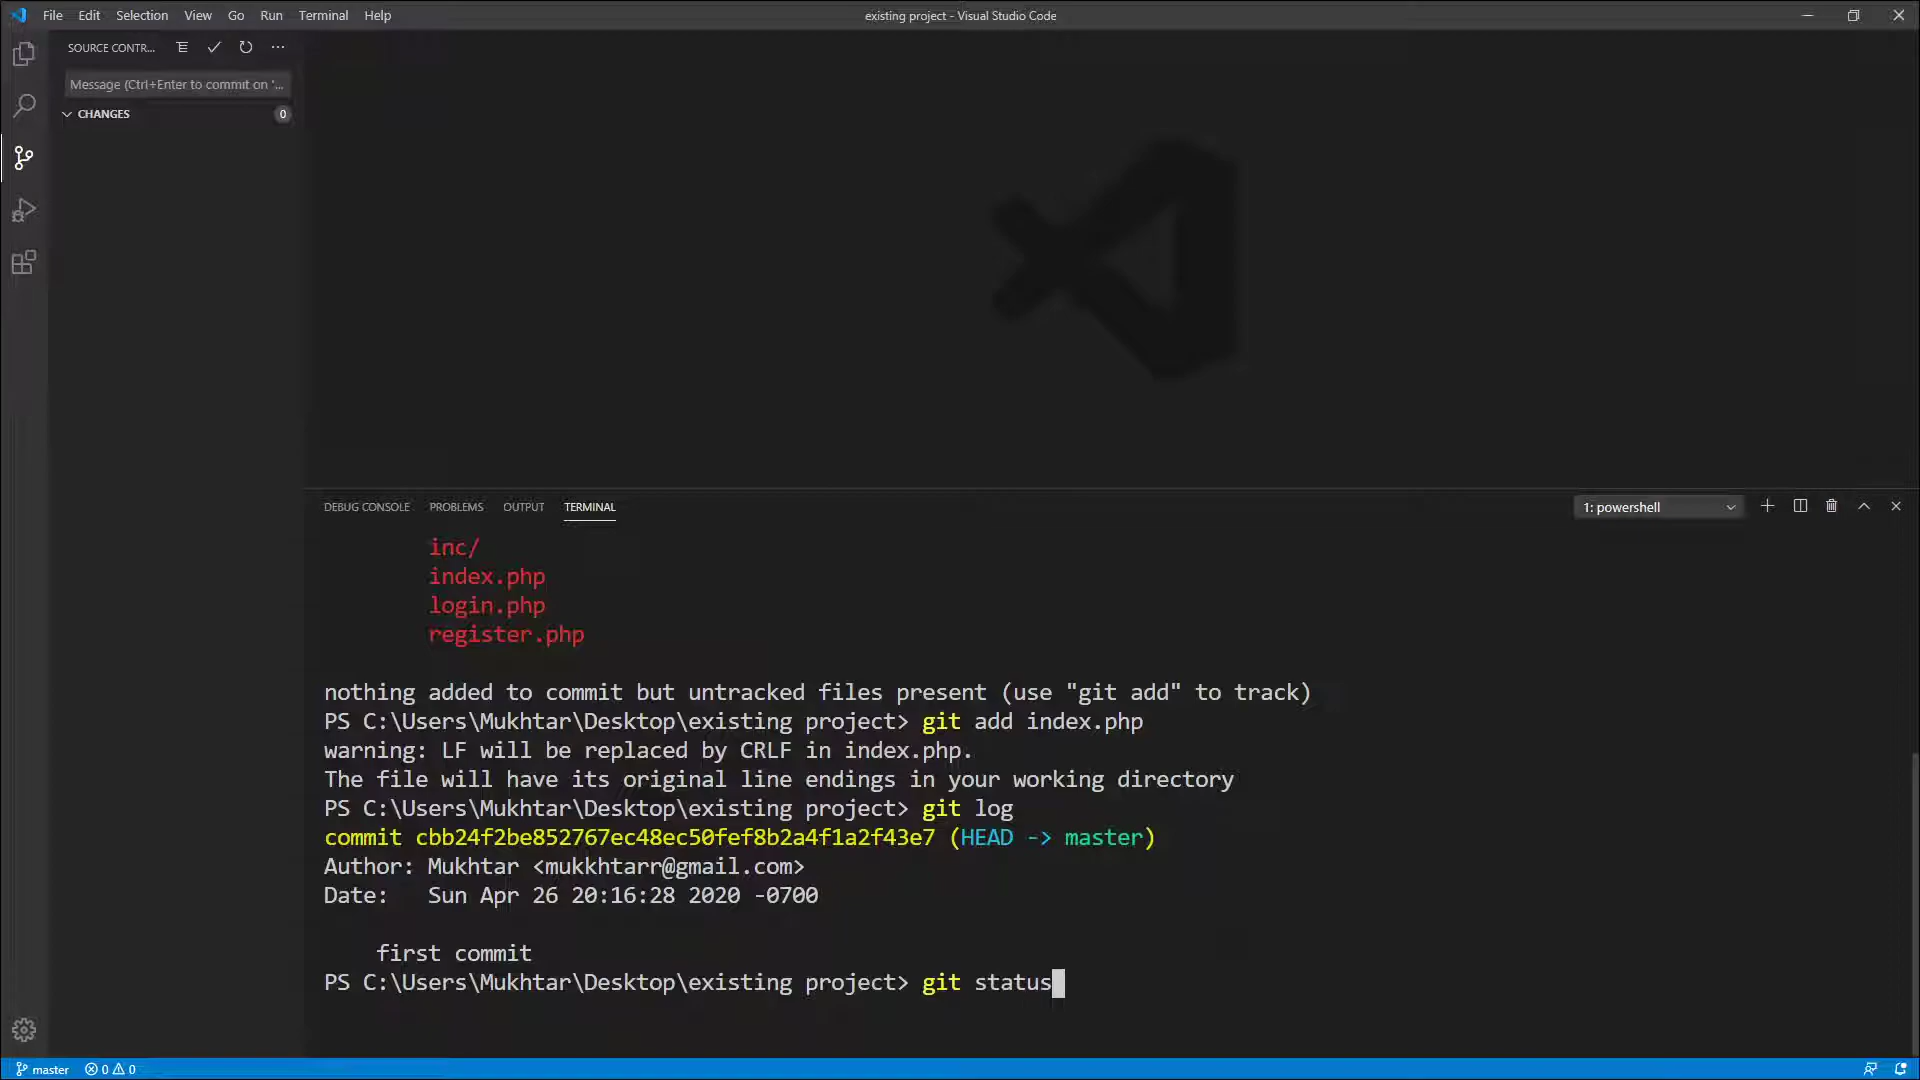 File Edit Selection View Go Run Terminal Help
existing project - Visual Studio Code
SOURCE CONTR...
Message (Ctrl+Enter to commit on '...
CHANGES 0
DEBUG CONSOLE PROBLEMS OUTPUT TERMINAL
1: powershell
inc/
index.php
login.php
register.php
nothing added to commit but untracked files present (use "git add" to track)
PS C:\Users\Mukhtar\Desktop\existing project> git add index.php
warning: LF will be replaced by CRLF in index.php.
The file will have its original line endings in your working directory
PS C:\Users\Mukhtar\Desktop\existing project> git log
commit cbb24f2be852767ec48ec50fef8b2a4f1a2f43e7 (HEAD -> master)
Author: Mukhtar <mukkhtarr@gmail.com>
Date:   Sun Apr 26 20:16:28 2020 -0700
first commit
PS C:\Users\Mukhtar\Desktop\existing project> git status
master 0 0